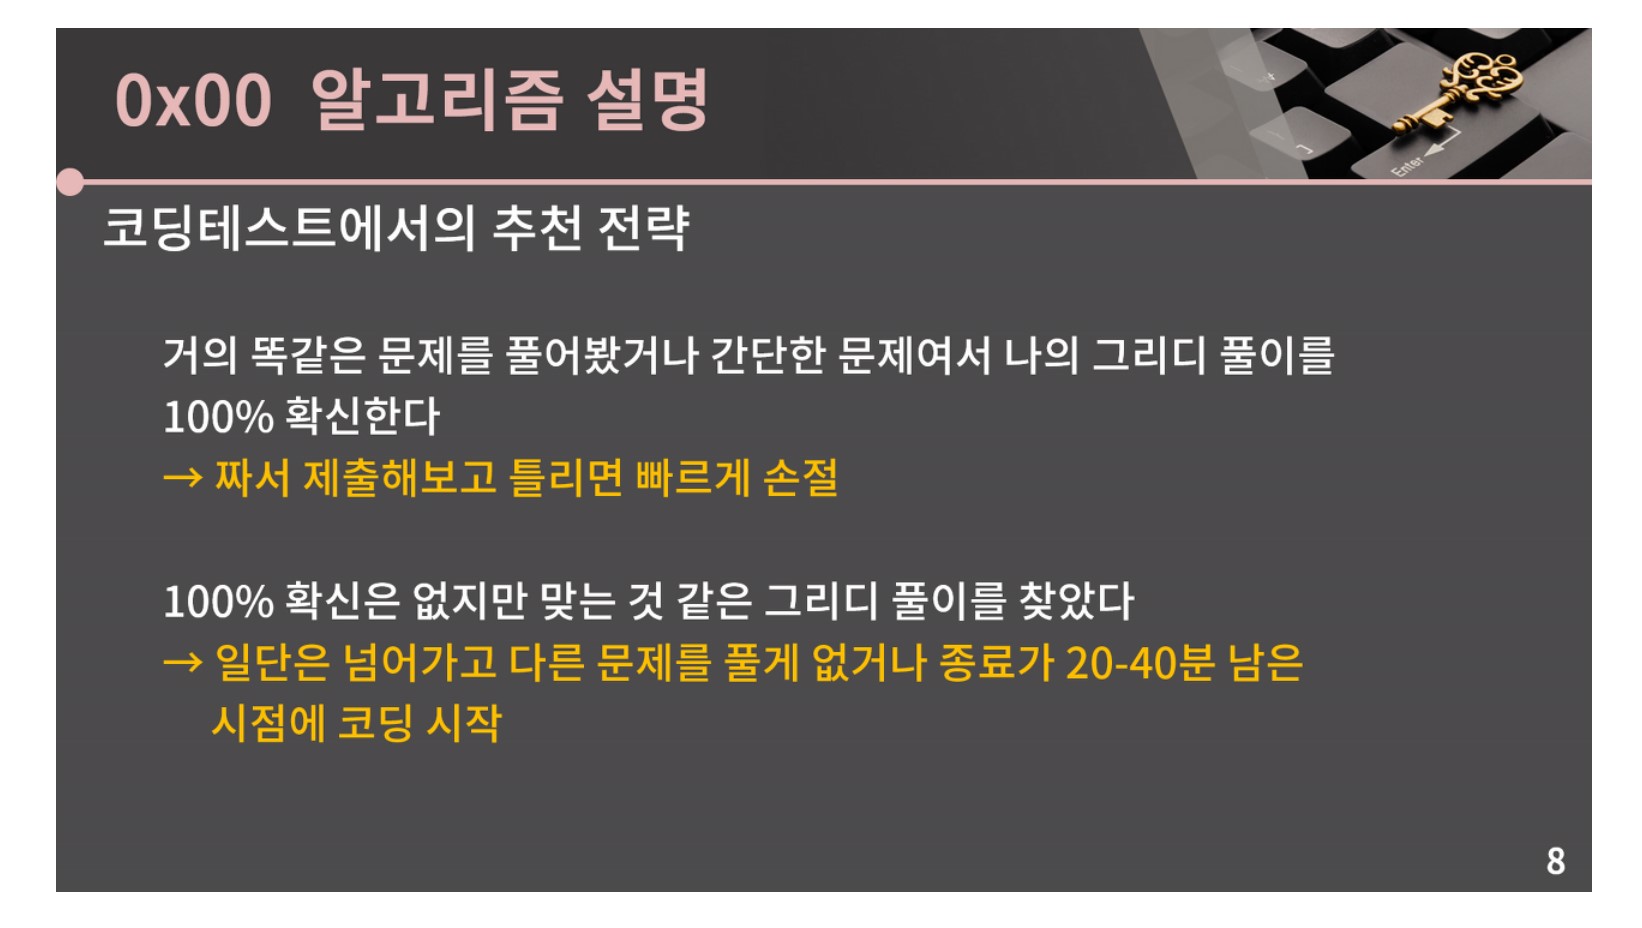 0x00 알고리즘 설명
Enter
코딩테스트에서의 추천 전략
거의 똑같은 문제를 풀어봤거나 간단한 문제여서 나의 그리디 풀이를
100% 확신한다
→ 짜서 제출해보고 틀리면 빠르게 손절
100% 확신은 없지만 맞는 것 같은 그리디 풀이를 찾았다
→ 일단은 넘어가고 다른 문제를 풀게 없거나 종료가 20-40분 남은
시점에 코딩 시작
8